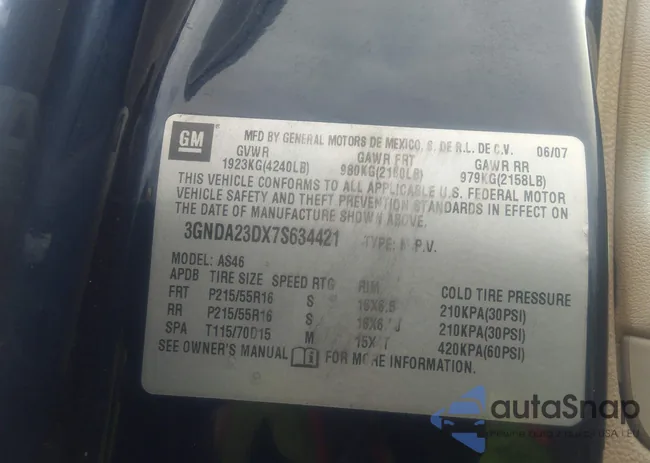 GM
MFD BY GENERAL MOTORS DE MEXICO, S. DE R.L. DE C.V. 06/07
GVWR GAWR FRT GAWR RR
1923KG(4240LB) 980KG(2160LB) 979KG(2158LB)
THIS VEHICLE CONFORMS TO ALL APPLICABLE U.S. FEDERAL MOTOR
VEHICLE SAFETY AND THEFT PREVENTION STANDARDS IN EFFECT ON
THE DATE OF MANUFACTURE SHOWN ABOVE.
3GNDA23DX7S634421 TYPE: M.P.V.
MODEL: AS46
APDB TIRE SIZE SPEED RTG RIM COLD TIRE PRESSURE
FRT P215/55R16 S 210KPA(30PSI)
RR P215/55R16 S 210KPA(30PSI)
SPA T115/70D15 M 420KPA(60PSI)
SEE OWNER'S MANUAL FOR MORE INFORMATION.
autaSnap